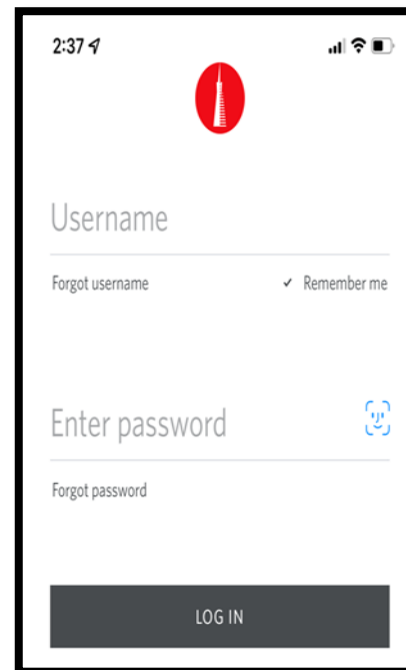 2:37
Username
Forgot username ✓ Remember me
Enter password
Forgot password
LOG IN